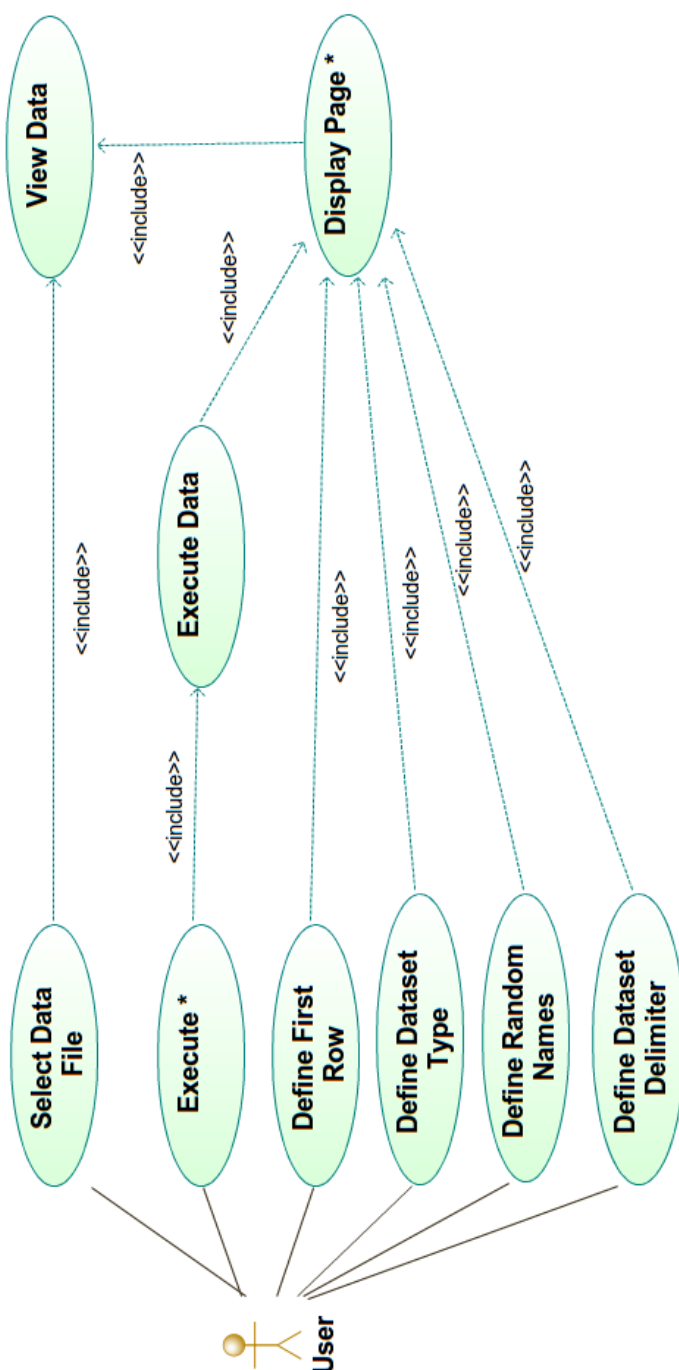 User
Select Data
File
Execute *
Define First
Row
Define Dataset
Type
Define Random
Names
Define Dataset
Delimiter
<<include>>
<<include>>
Execute Data
<<include>>
<<include>>
<<include>>
<<include>>
<<include>>
<<include>>
View Data
Display Page *